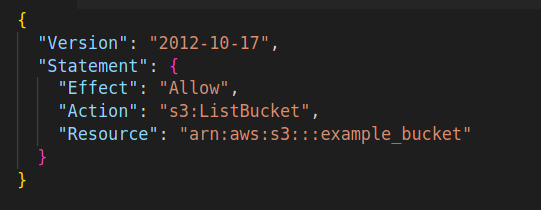 {
"Version": "2012-10-17",
"Statement": {
"Effect": "Allow",
"Action": "s3:ListBucket",
"Resource": "arn:aws:s3:::example_bucket"
}
}